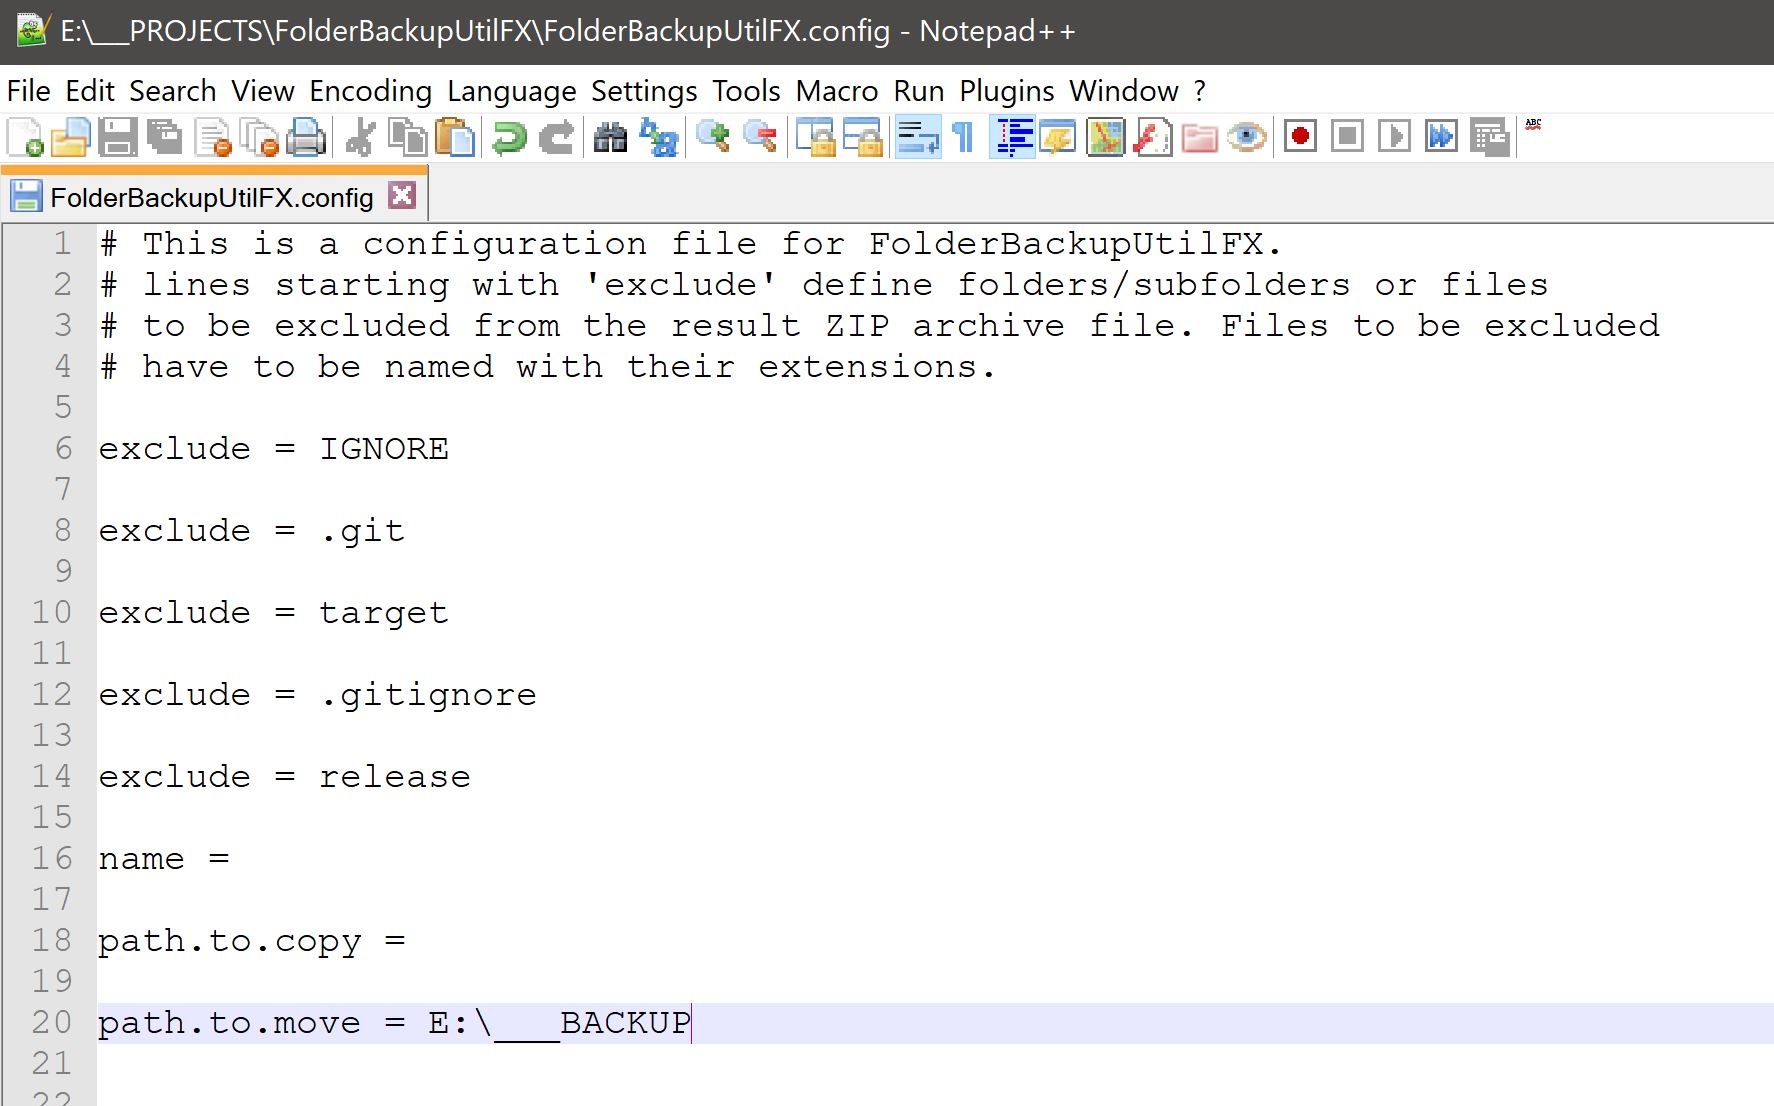 E:\___PROJECTS\FolderBackupUtilFX\FolderBackupUtilFX.config - Notepad++
File Edit Search View Encoding Language Settings Tools Macro Run Plugins Window ?
ABC
FolderBackupUtilFX.config
1 # This is a configuration file for FolderBackupUtilFX.
2 # lines starting with 'exclude' define folders/subfolders or files
3 # to be excluded from the result ZIP archive file. Files to be excluded
4 # have to be named with their extensions.
5
6 exclude = IGNORE
7
8 exclude = .git
9
10 exclude = target
11
12 exclude = .gitignore
13
14 exclude = release
15
16 name =
17
18 path.to.copy =
19
20 path.to.move = E:\___BACKUP
21
22